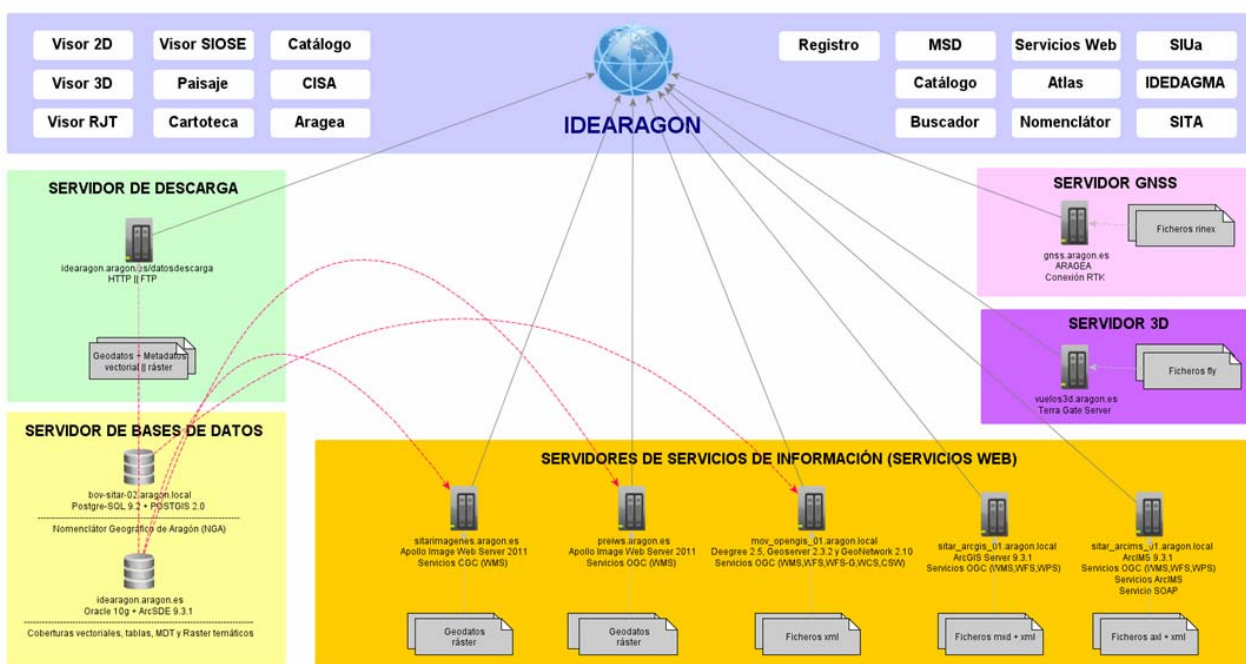 Visor 2D
Visor SIOSE
Catálogo
Visor 3D
Paisaje
CISA
Visor RJT
Cartoteca
Aragea
IDEARAGON
Registro
MSD
Servicios Web
SIUa
Catálogo
Atlas
IDEDAGMA
Buscador
Nomenclátor
SITA
SERVIDOR DE DESCARGA
idearagon.aragon.es/datosdescarga
HTTP || FTP
Geodatos + Metadatos
vectorial || ráster
SERVIDOR GNSS
Ficheros rinex
gnss.aragon.es
ARAGEA
Conexión RTK
SERVIDOR 3D
Ficheros fly
vuelos3d.aragon.es
Terra Gate Server
SERVIDOR DE BASES DE DATOS
bov-sitar-02.aragon.local
Postgre-SQL 9.2 + POSTGIS 2.0
Nomenclátor Geográfico de Aragón (NGA)
idearagon.aragon.es
Oracle 10g + ArcSDE 9.3.1
Coberturas vectoriales, tablas, MDT y Raster temáticos
SERVIDORES DE SERVICIOS DE INFORMACIÓN (SERVICIOS WEB)
sitarimagenes.aragon.es
Apollo Image Web Server 2011
Servicios CGC (WMS)
Geodatos
ráster
preiws.aragon.es
Apollo Image Web Server 2011
Servicios OGC (WMS)
Geodatos
ráster
mov_opengis_01.aragon.local
Deegree 2.5, Geoserver 2.3.2 y GeoNetwork 2.10
Servicios OGC (WMS,WFS,WFS-G,WCS,CSW)
Ficheros xml
sitar_arcgis_01.aragon.local
ArcGIS Server 9.3.1
Servicios OGC (WMS,WFS,WPS)
Ficheros mxd + xml
sitar_arcims_01.aragon.local
ArcIMS 9.3.1
Servicios OGC (WMS,WFS,WPS)
Servicios ArcIMS
Servicio SOAP
Ficheros axl + xml